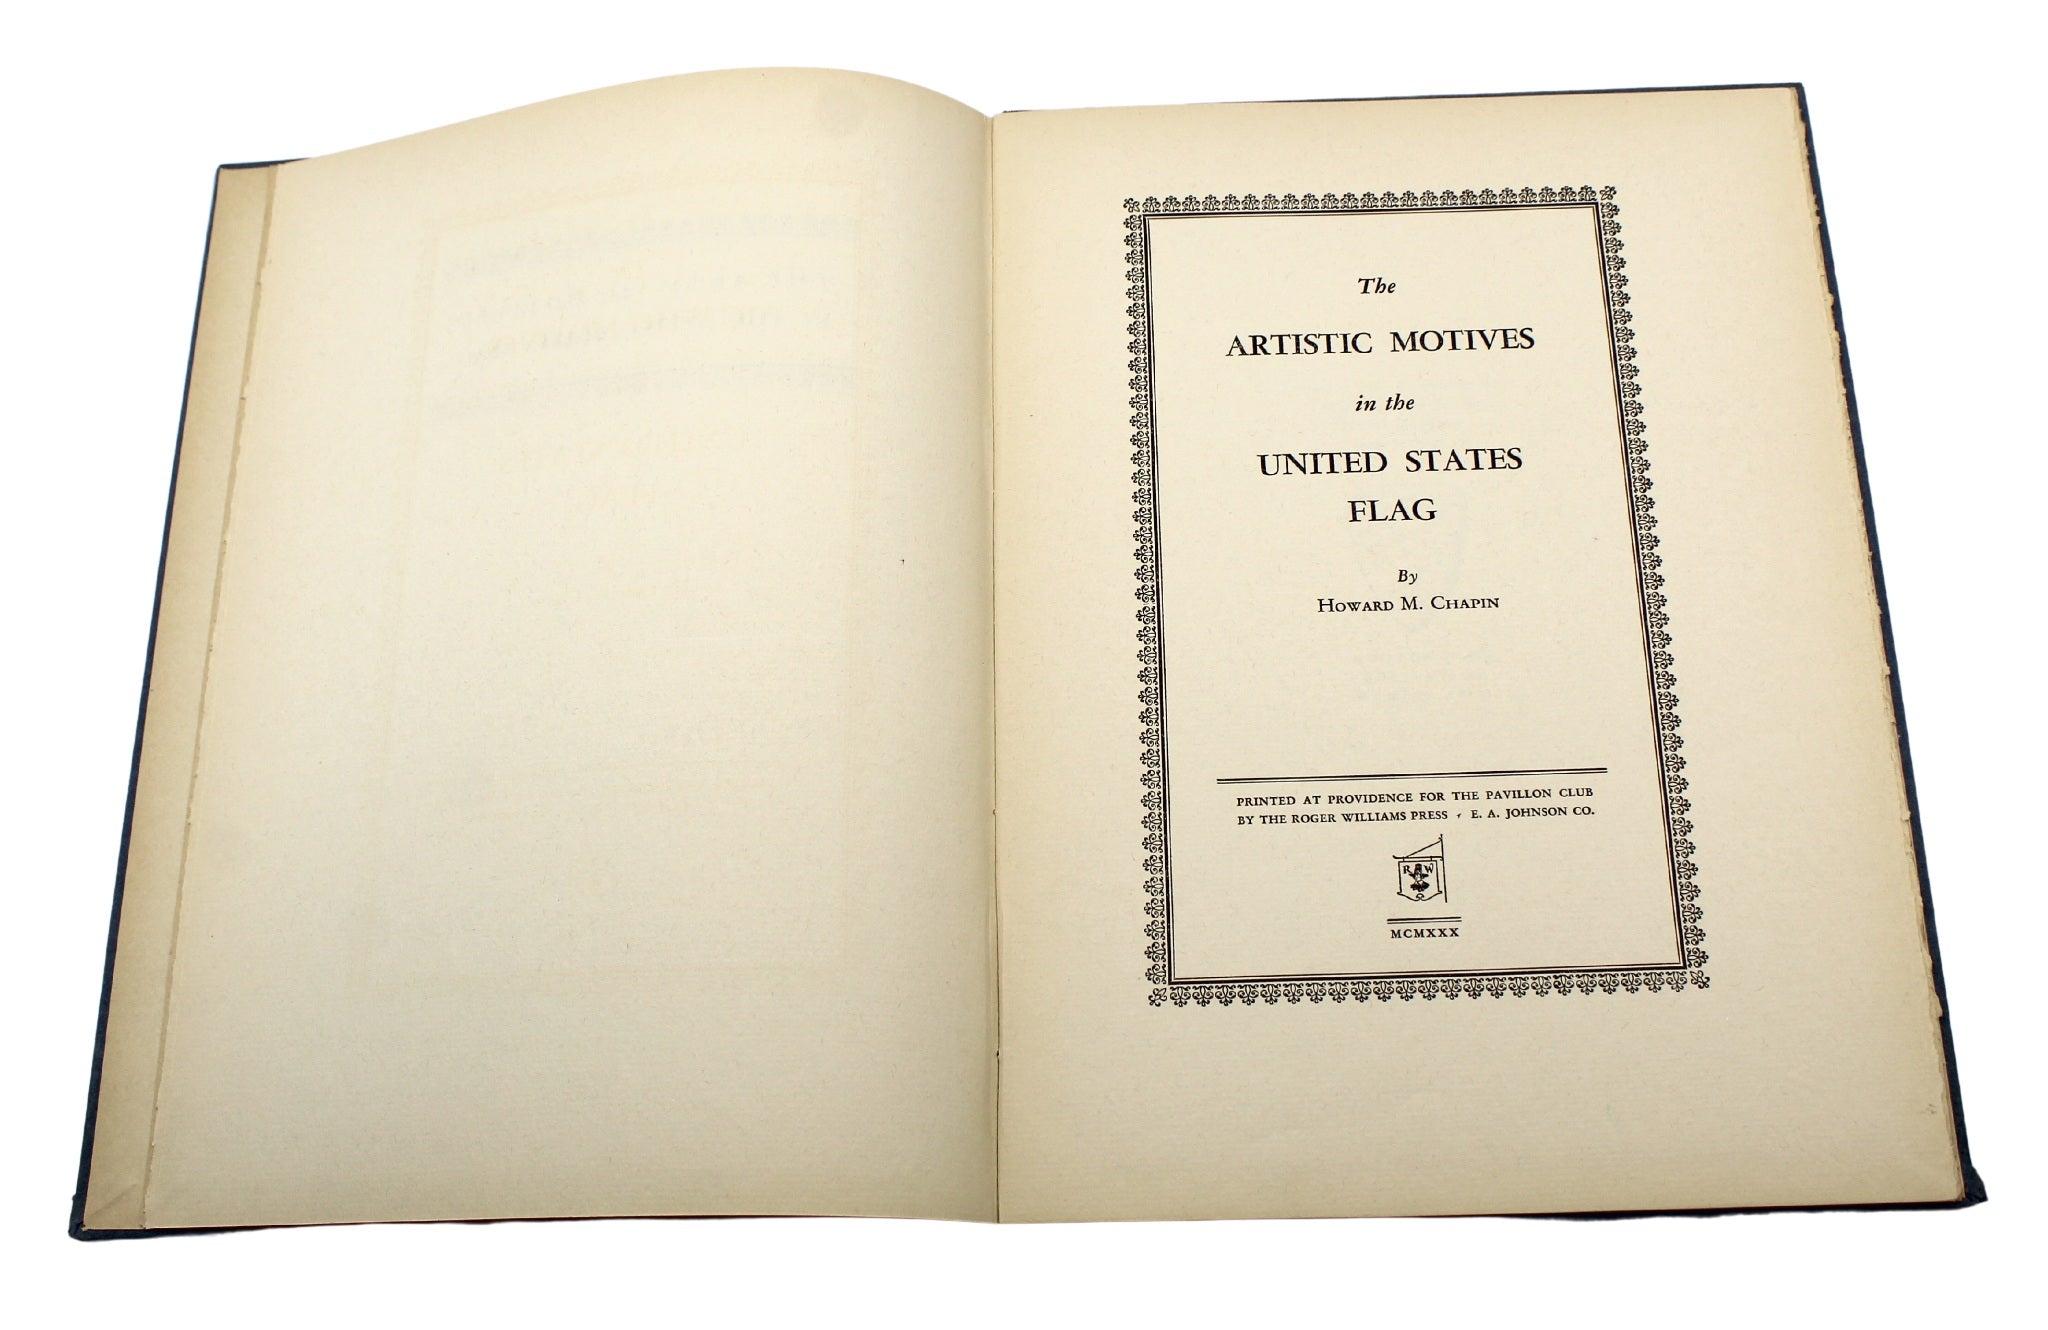 The
ARTISTIC MOTIVES
in the
UNITED STATES
FLAG
By
HOWARD M. CHAPIN
PRINTED AT PROVIDENCE FOR THE PAVILLON CLUB
BY THE ROGER WILLIAMS PRESS · E. A. JOHNSON CO.
R W
MCMXXX